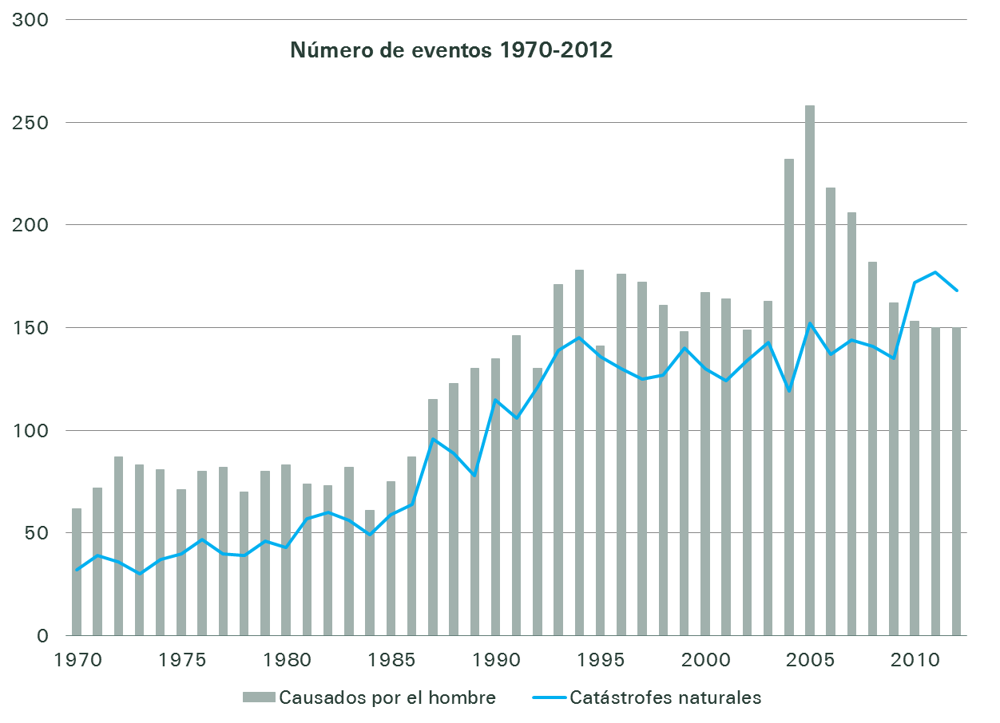 300
Número de eventos 1970-2012
250
200
150
100
50
0
1970 1975 1980 1985 1990 1995 2000 2005 2010
Causados por el hombre Catástrofes naturales